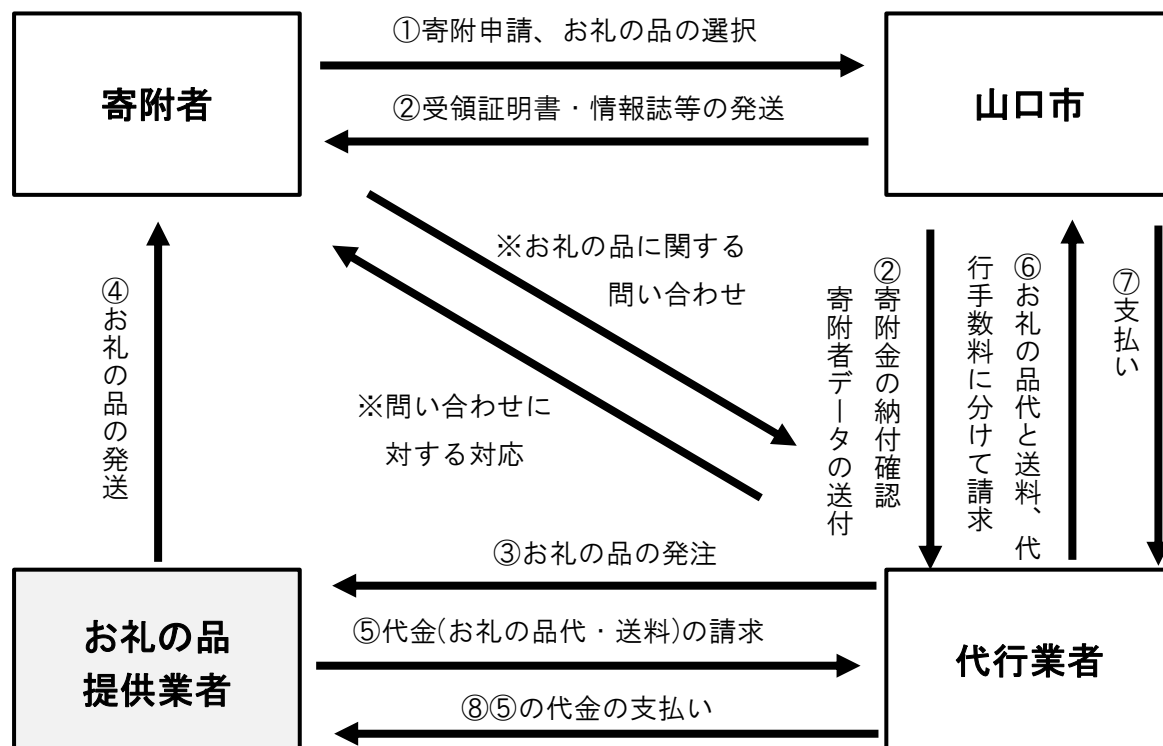 ①寄附申請、お礼の品の選択
寄附者
山口市
②受領証明書・情報誌等の発送
※お礼の品に関する
問い合わせ
※問い合わせに
対する対応
④お礼の品の発送
⑦支払い
⑥お礼の品代と送料、代
行手数料に分けて請求
②寄附金の納付確認
寄附者データの送付
③お礼の品の発注
お礼の品
提供業者
⑤代金(お礼の品代・送料)の請求
代行業者
⑧⑤の代金の支払い